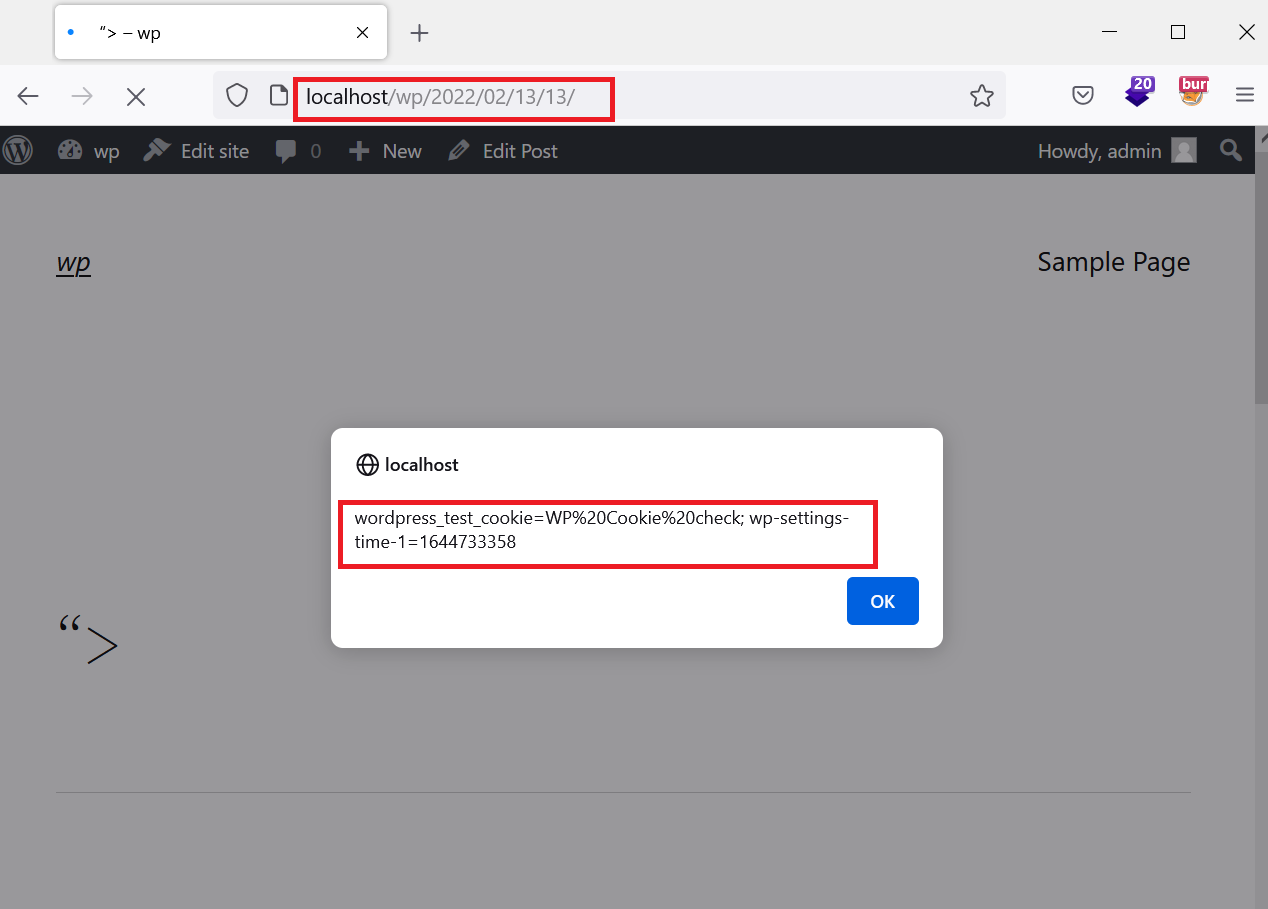 “> – wp
localhost/wp/2022/02/13/13/
20
bur
wp
Edit site
0
New
Edit Post
Howdy, admin
wp
Sample Page
localhost
wordpress_test_cookie=WP%20Cookie%20check; wp-settings-
time-1=1644733358
OK
“>